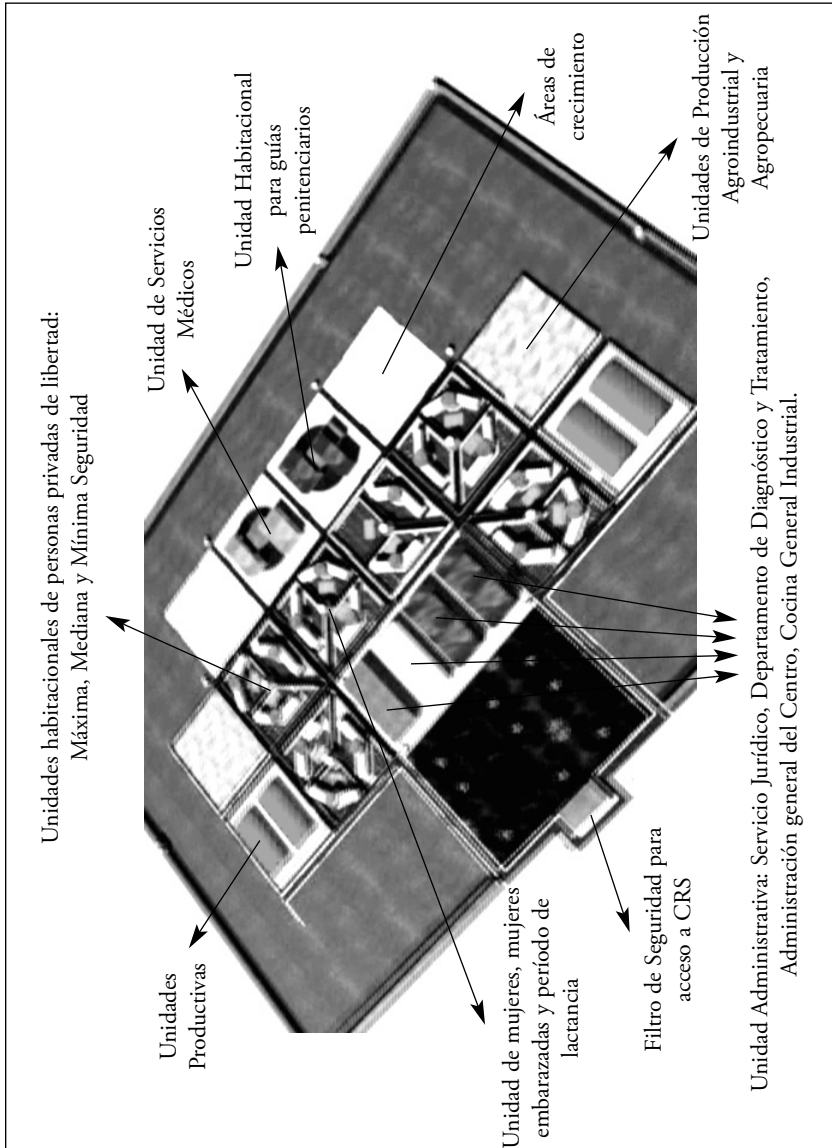 Unidades habitacionales de personas privadas de libertad:
Máxima, Mediana y Mínima Seguridad
Unidad de Servicios
Médicos
Unidad Habitacional
para guías
penitenciarios
Áreas de
crecimiento
Unidades de Producción
Agroindustrial y
Agropecuaria
Unidades
Productivas
Unidad de mujeres, mujeres
embarazadas y período de
lactancia
Filtro de Seguridad para
acceso a CRS
Unidad Administrativa: Servicio Jurídico, Departamento de Diagnóstico y Tratamiento,
Administración general del Centro, Cocina General Industrial.